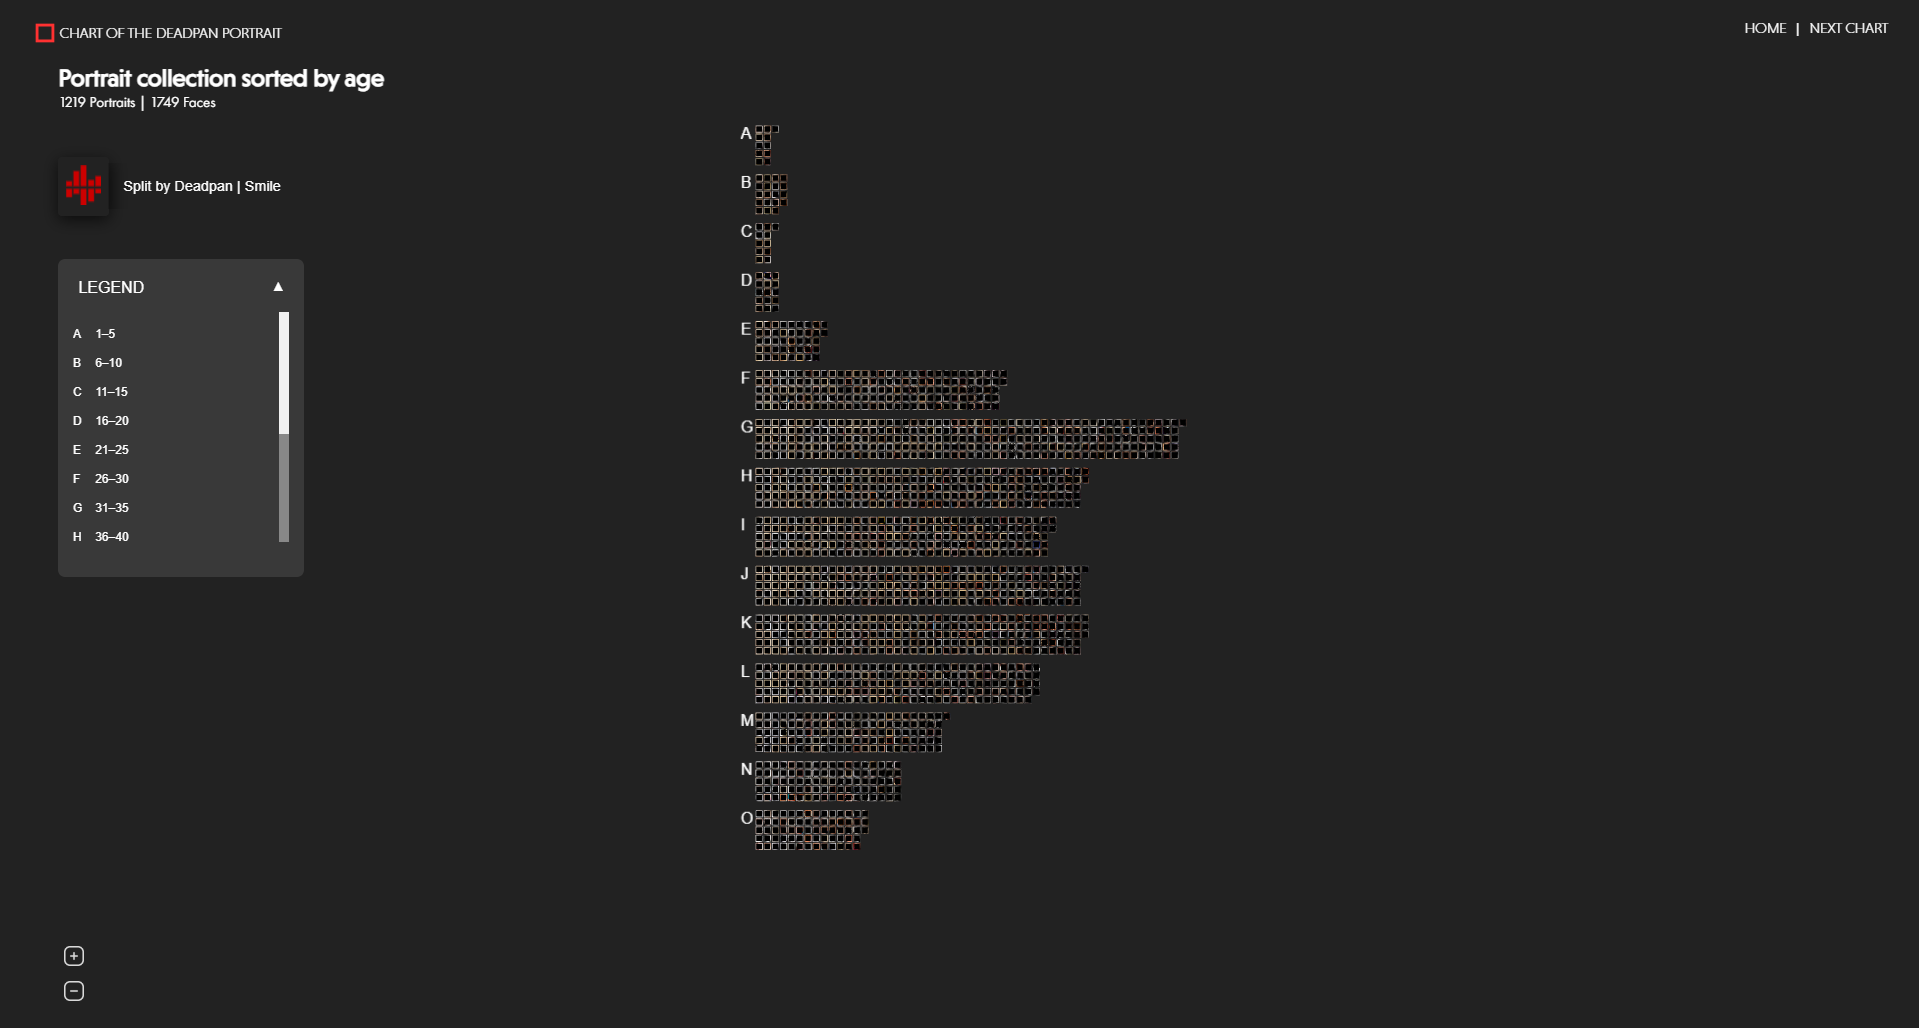 CHART OF THE DEADPAN PORTRAIT
HOME | NEXT CHART
Portrait collection sorted by age
1219 Portraits | 1749 Faces
Split by Deadpan | Smile
LEGEND ▲
A 1–5
B 6–10
C 11–15
D 16–20
E 21–25
F 26–30
G 31–35
H 36–40
A
B
C
D
E
F
G
H
I
J
K
L
M
N
O